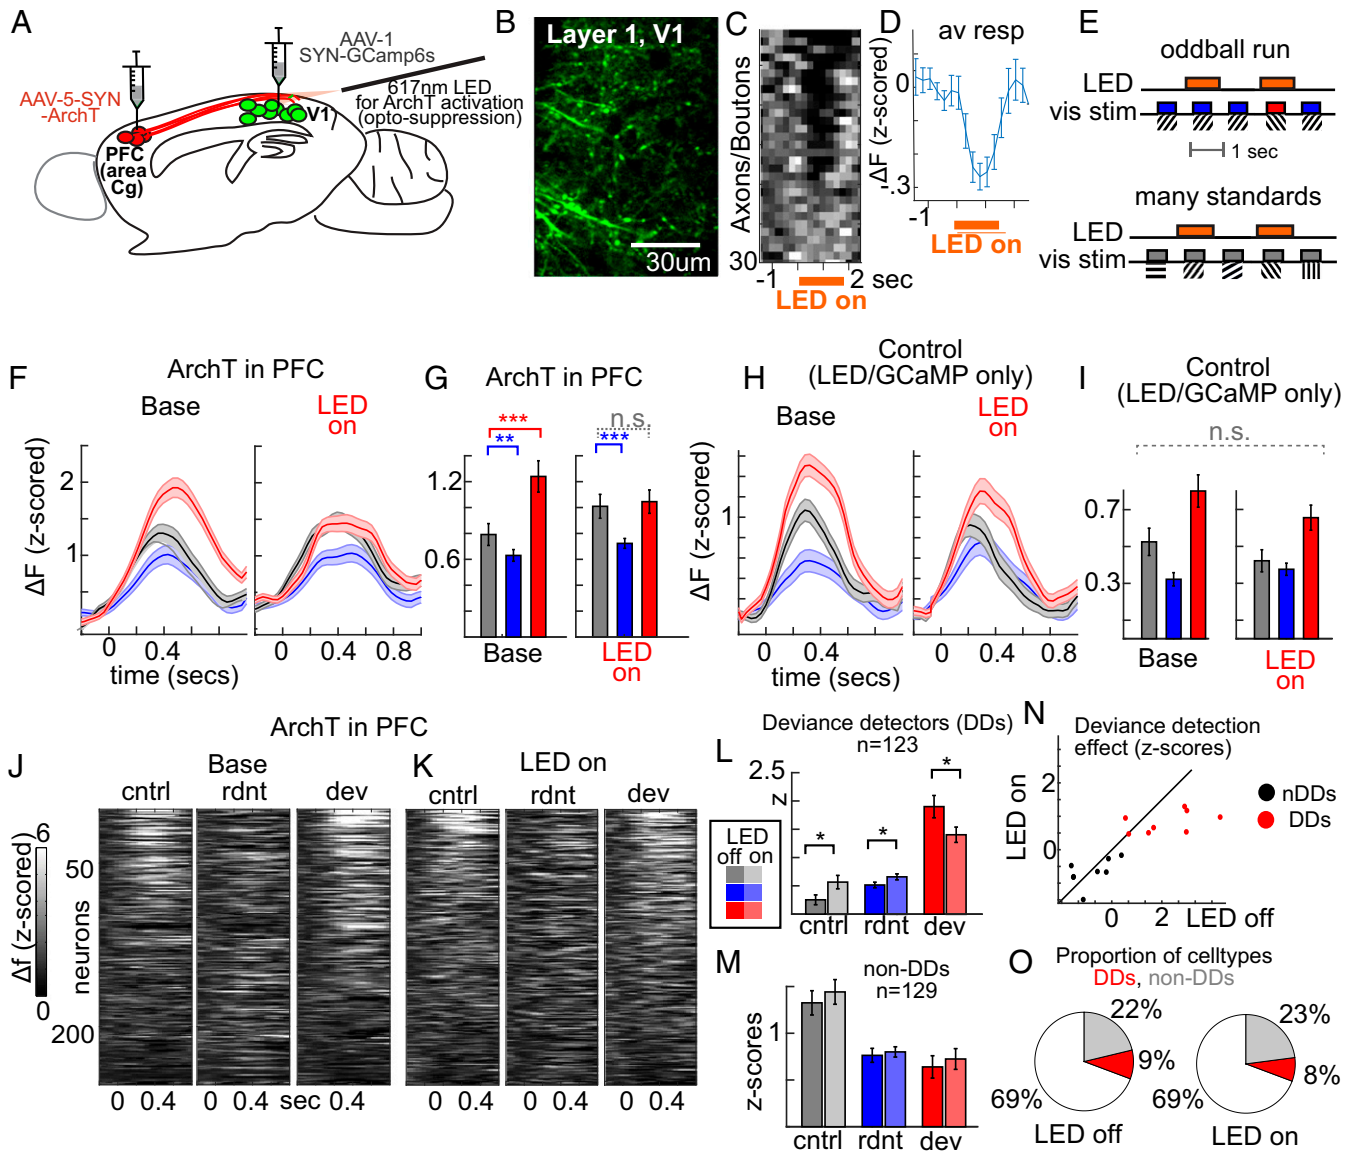 A
AAV-1
SYN-GCamp6s
617nm LED
for ArchT activation
(opto-suppression)
AAV-5-SYN
-ArchT
V1
PFC
(area
Cg)
B
Layer 1, V1
30um
C
Axons/Boutons
30
-1
2 sec
LED on
D
av resp
ΔF (z-scored)
0
-.3
-1
LED on
E
oddball run
LED
vis stim
1 sec
many standards
LED
vis stim
F
ArchT in PFC
Base
LED
on
ΔF (z-scored)
2
1
0 0.4
0 0.4 0.8
time (secs)
G
ArchT in PFC
***
**
n.s.
***
1.2
0.6
Base
LED
on
H
Control
(LED/GCaMP only)
Base
LED
on
ΔF (z-scored)
1
0 0.4
0 0.4 0.8
time (secs)
I
Control
(LED/GCaMP only)
n.s.
0.7
0.3
Base
LED
on
ArchT in PFC
J
Base
cntrl rdnt dev
Δf (z-scored)
6
0
neurons
50
200
0 0.4 0 0.4 sec 0.4
K
LED on
cntrl rdnt dev
0 0.4 0 0.4 0 0.4
L
Deviance detectors (DDs)
n=123
2.5
z
LED
off on
*
*
*
cntrl rdnt dev
M
non-DDs
n=129
z-scores
1
cntrl rdnt dev
N
Deviance detection
effect (z-scores)
LED on
2
0
0 2 LED off
nDDs
DDs
O
Proportion of celltypes
DDs, non-DDs
22%
9%
69%
LED off
23%
8%
69%
LED on